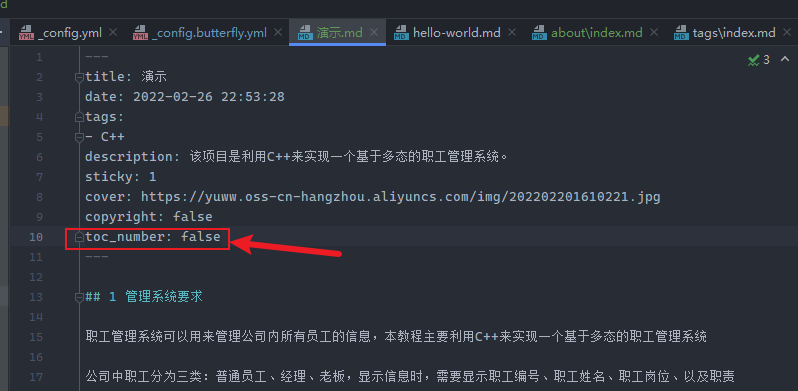 d
_config.yml
_config.butterfly.yml
演示.md
hello-world.md
about\index.md
tags\index.md
3
1 ---
2 title: 演示
3 date: 2022-02-26 22:53:28
4 tags:
5 - C++
6 description: 该项目是利用C++来实现一个基于多态的职工管理系统。
7 sticky: 1
8 cover: https://yuww.oss-cn-hangzhou.aliyuncs.com/img/202202201610221.jpg
9 copyright: false
10 toc_number: false
11 ---
12
13 ## 1 管理系统要求
14
15 职工管理系统可以用来管理公司内所有员工的信息，本教程主要利用C++来实现一个基于多态的职工管理系统
16
17 公司中职工分为三类：普通员工、经理、老板，显示信息时，需要显示职工编号、职工姓名、职工岗位、以及职责